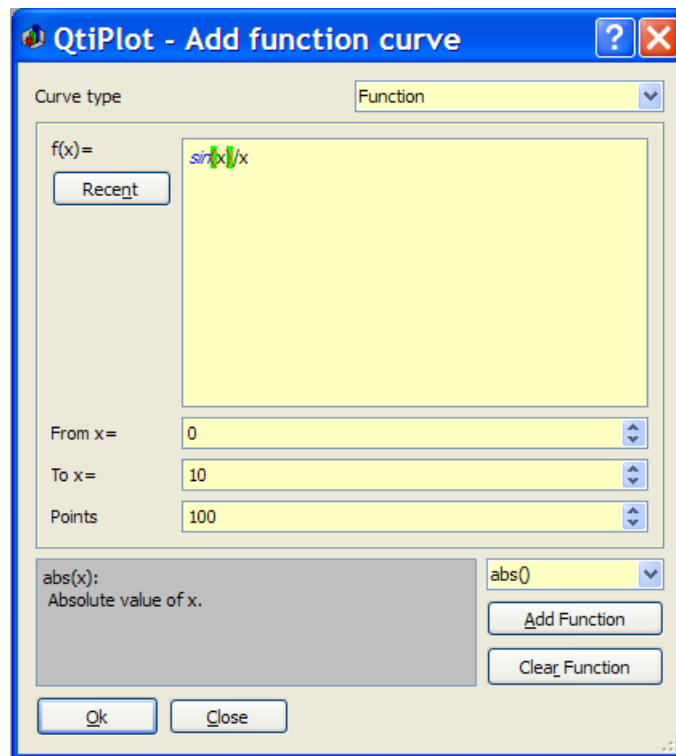 QtiPlot - Add function curve
Curve type Function
f(x)= sin(x)/x
Recent
From x= 0
To x= 10
Points 100
abs(x): abs()
Absolute value of x.
Add Function
Clear Function
Ok Close